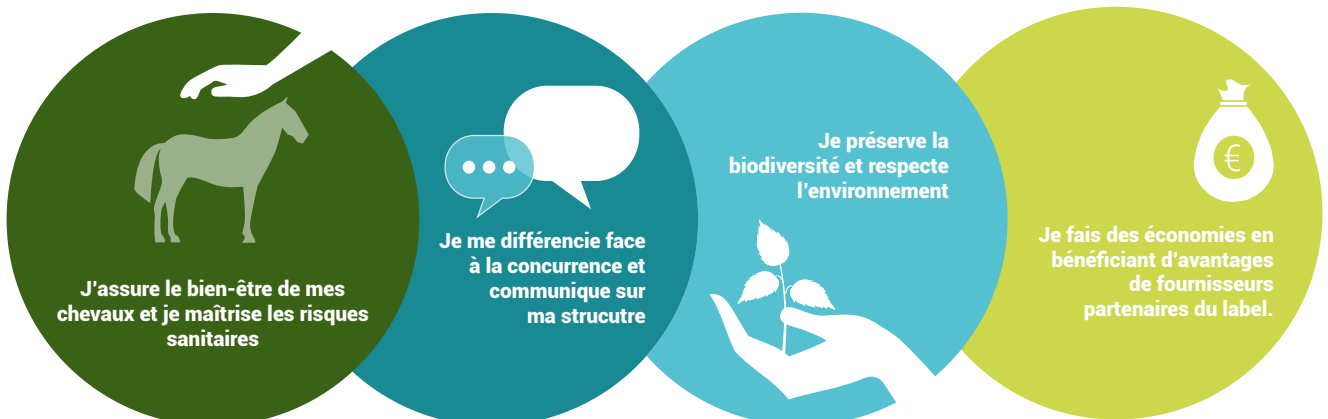 J'assure le bien-être de mes
chevaux et je maîtrise les risques
sanitaires
Je me différencie face
à la concurrence et
communique sur
ma strucutre
Je préserve la
biodiversité et respecte
l'environnement
€
Je fais des économies en
bénéficiant d'avantages
de fournisseurs
partenaires du label.